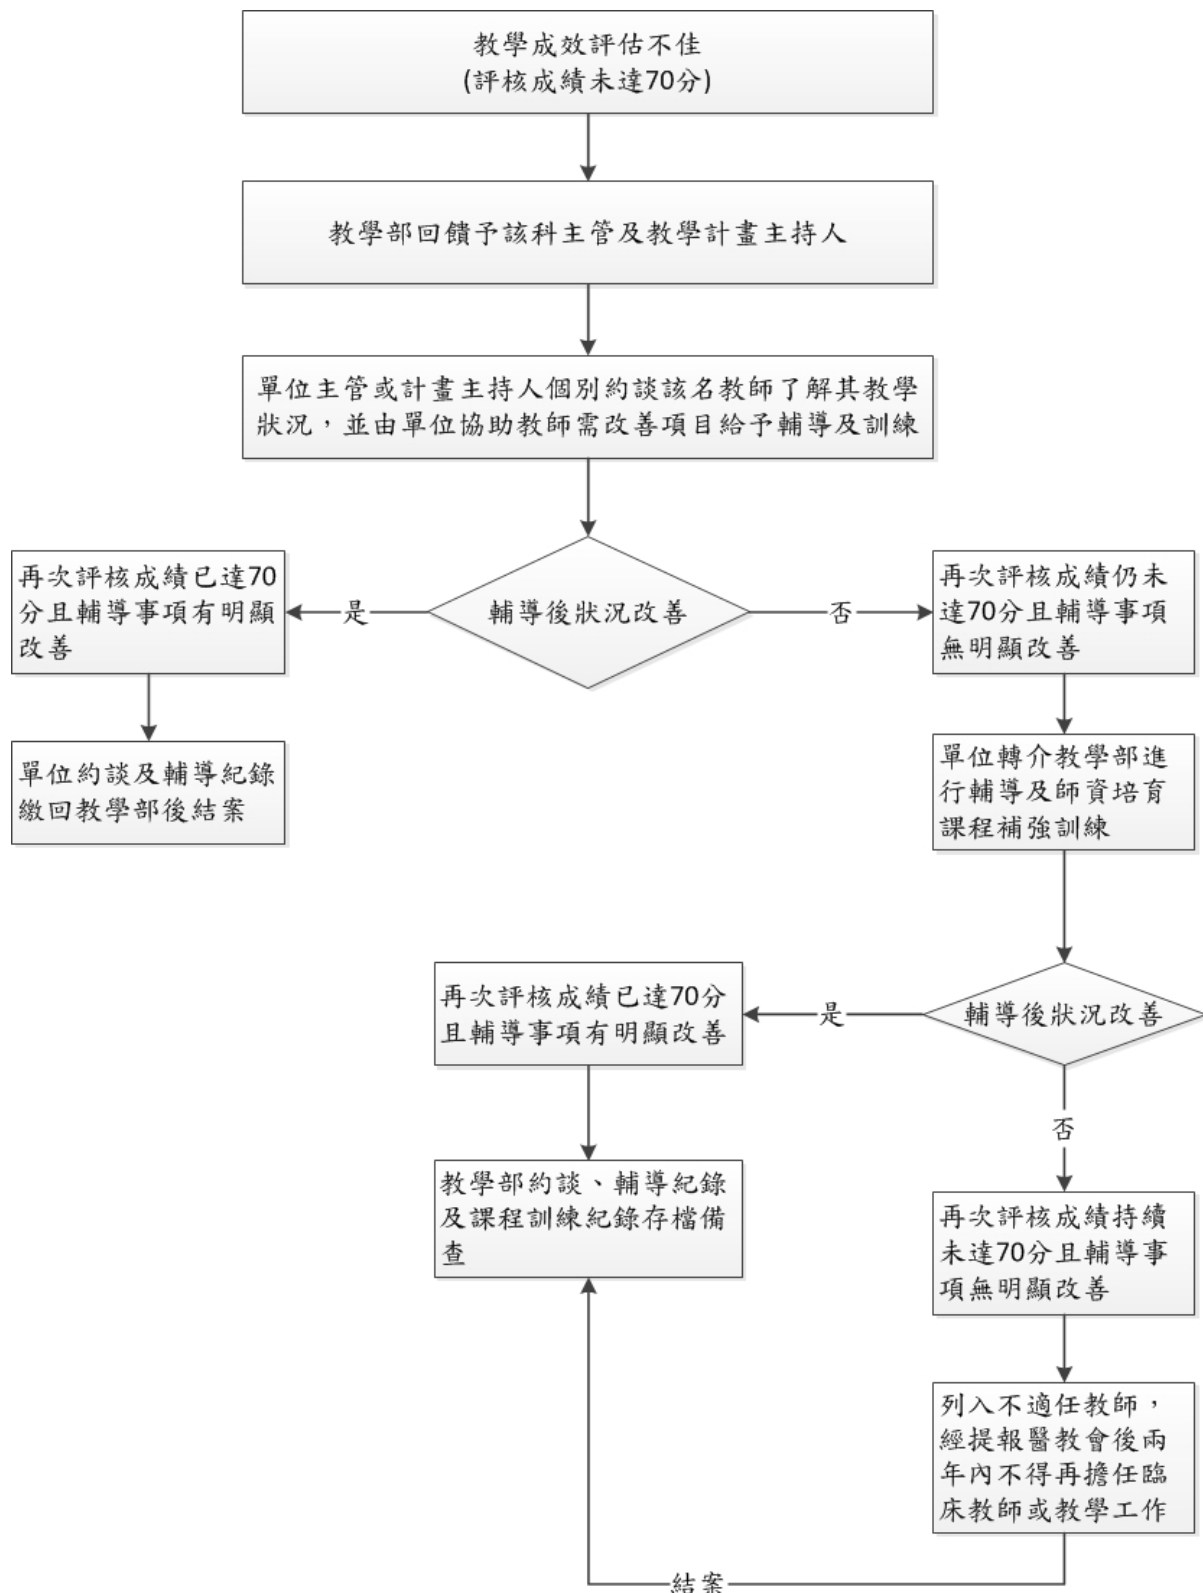 教學成效評估不佳
(評核成績未達70分)
教學部回饋予該科主管及教學計畫主持人
單位主管或計畫主持人個別約談該名教師了解其教學
狀況，並由單位協助教師需改善項目給予輔導及訓練
輔導後狀況改善
是
否
再次評核成績已達70
分且輔導事項有明顯
改善
單位約談及輔導紀錄
繳回教學部後結案
再次評核成績仍未
達70分且輔導事項
無明顯改善
單位轉介教學部進
行輔導及師資培育
課程補強訓練
輔導後狀況改善
是
否
再次評核成績已達70分
且輔導事項有明顯改善
教學部約談、輔導紀錄
及課程訓練紀錄存檔備
查
再次評核成績持續
未達70分且輔導事
項無明顯改善
列入不適任教師，
經提報醫教會後兩
年內不得再擔任臨
床教師或教學工作
結案